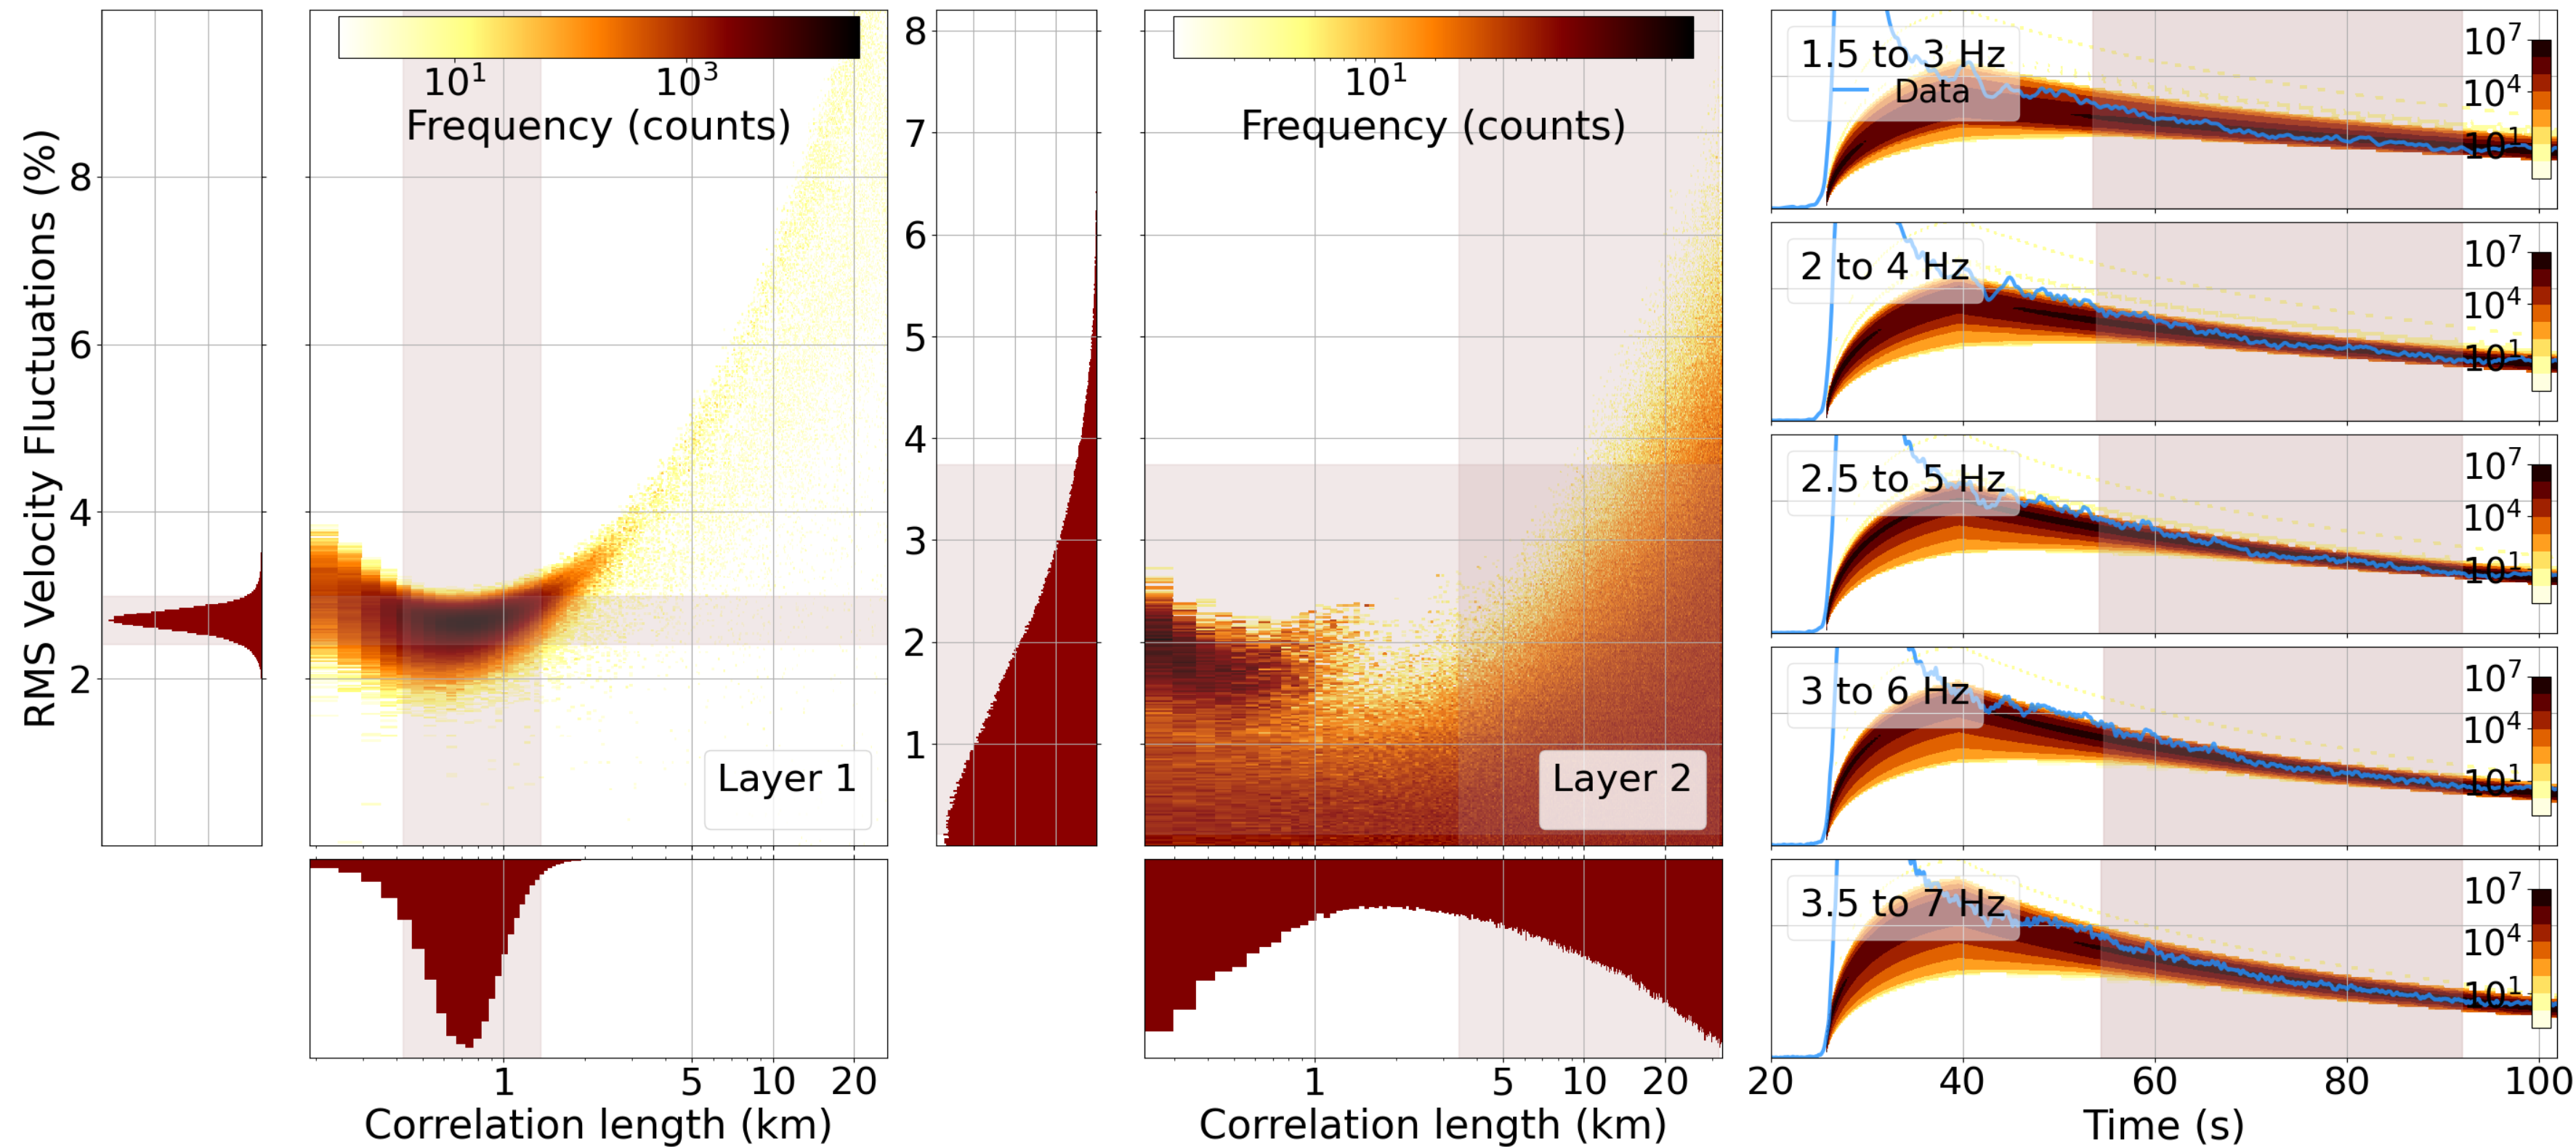 RMS Velocity Fluctuations (%)
8
6
4
2
10¹ 10³
Frequency (counts)
Layer 1
1 5 10 20
Correlation length (km)
8
7
6
5
4
3
2
1
10¹
Frequency (counts)
Layer 2
1 5 10 20
Correlation length (km)
1.5 to 3 Hz
Data
10⁷
10⁴
10¹
2 to 4 Hz
10⁷
10⁴
10¹
2.5 to 5 Hz
10⁷
10⁴
10¹
3 to 6 Hz
10⁷
10⁴
10¹
3.5 to 7 Hz
10⁷
10⁴
10¹
20 40 60 80 100
Time (s)